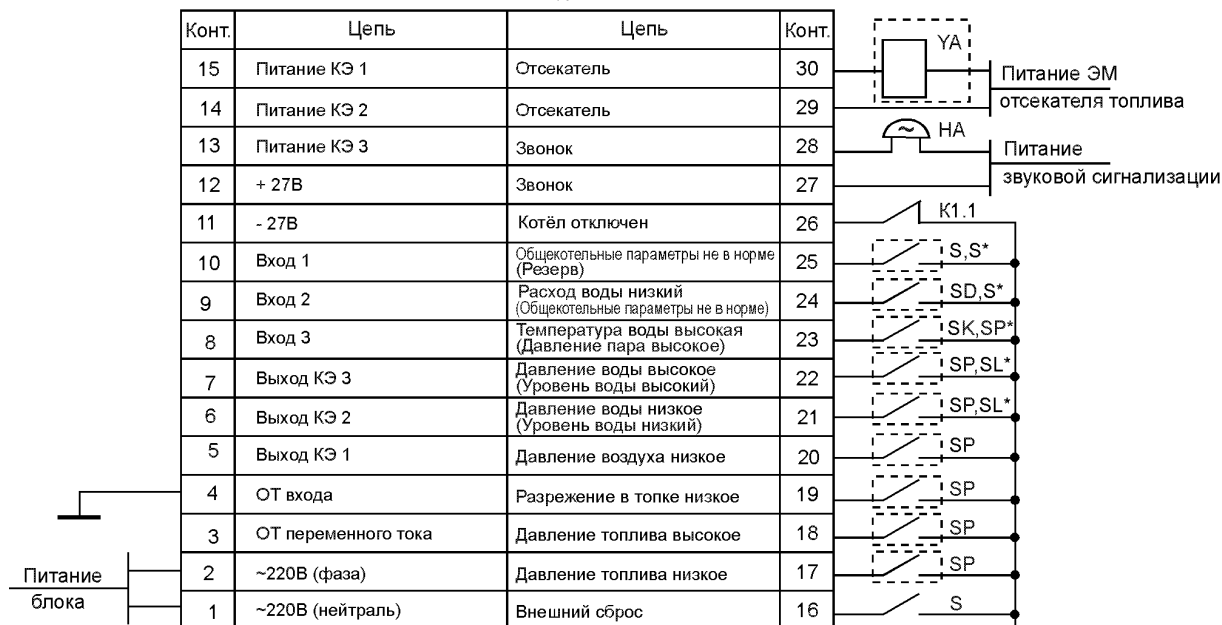 Конт. Цепь Цепь Конт.
15 Питание КЭ 1 Отсекатель 30
YA
Питание ЭМ
отсекателя топлива
14 Питание КЭ 2 Отсекатель 29
13 Питание КЭ 3 Звонок 28
~ HA
Питание
звуковой сигнализации
12 + 27В Звонок 27
11 - 27В Котёл отключен 26 K1.1
10 Вход 1 Общекотельные параметры не в норме
(Резерв) 25 S,S*
9 Вход 2 Расход воды низкий
(Общекотельные параметры не в норме) 24 SD,S*
8 Вход 3 Температура воды высокая
(Давление пара высокое) 23 SK,SP*
7 Выход КЭ 3 Давление воды высокое
(Уровень воды высокий) 22 SP,SL*
6 Выход КЭ 2 Давление воды низкое
(Уровень воды низкий) 21 SP,SL*
5 Выход КЭ 1 Давление воздуха низкое 20 SP
4 ОТ входа Разрежение в топке низкое 19 SP
3 ОТ переменного тока Давление топлива высокое 18 SP
2 ~220В (фаза) Давление топлива низкое 17 SP
Питание
блока
1 ~220В (нейтраль) Внешний сброс 16 S